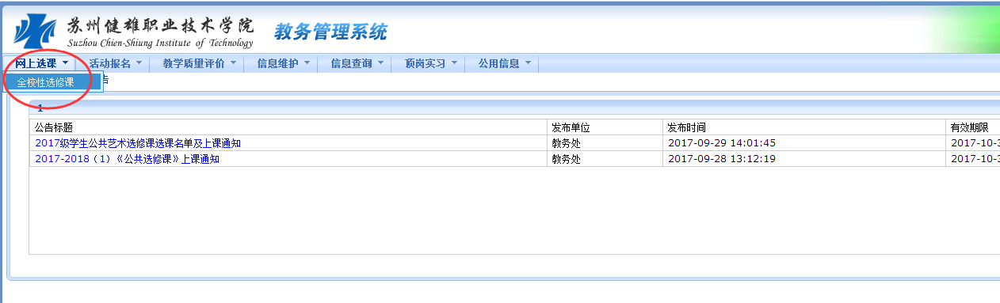 苏州健雄职业技术学院 教务管理系统
Suzhou Chien-Shiung Institute of Technology
网上选课 活动报名 教学质量评价 信息维护 信息查询 顶岗实习 公用信息
全校性选修课 告
1
公告标题 发布单位 发布时间 有效期限
2017级学生公共艺术选修课选课名单及上课通知 教务处 2017-09-29 14:01:45 2017-10-3
2017-2018（1）《公共选修课》上课通知 教务处 2017-09-28 13:12:19 2017-10-3